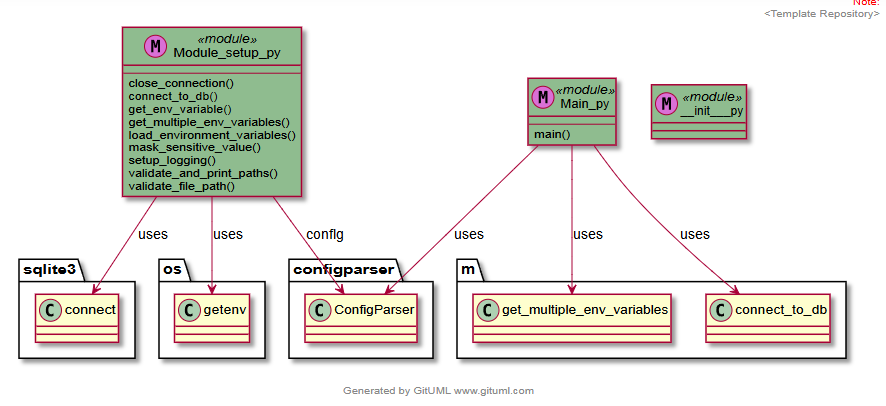 Note:
<Template Repository>
M «module»
Module_setup_py
close_connection()
connect_to_db()
get_env_variable()
get_multiple_env_variables()
load_environment_variables()
mask_sensitive_value()
setup_logging()
validate_and_print_paths()
validate_file_path()
M «module»
Main_py
main()
M «module»
__init___py
uses
uses
config
uses
uses
uses
sqlite3
os
configparser
m
C connect
C getenv
C ConfigParser
C get_multiple_env_variables
C connect_to_db
Generated by GitUML www.gituml.com